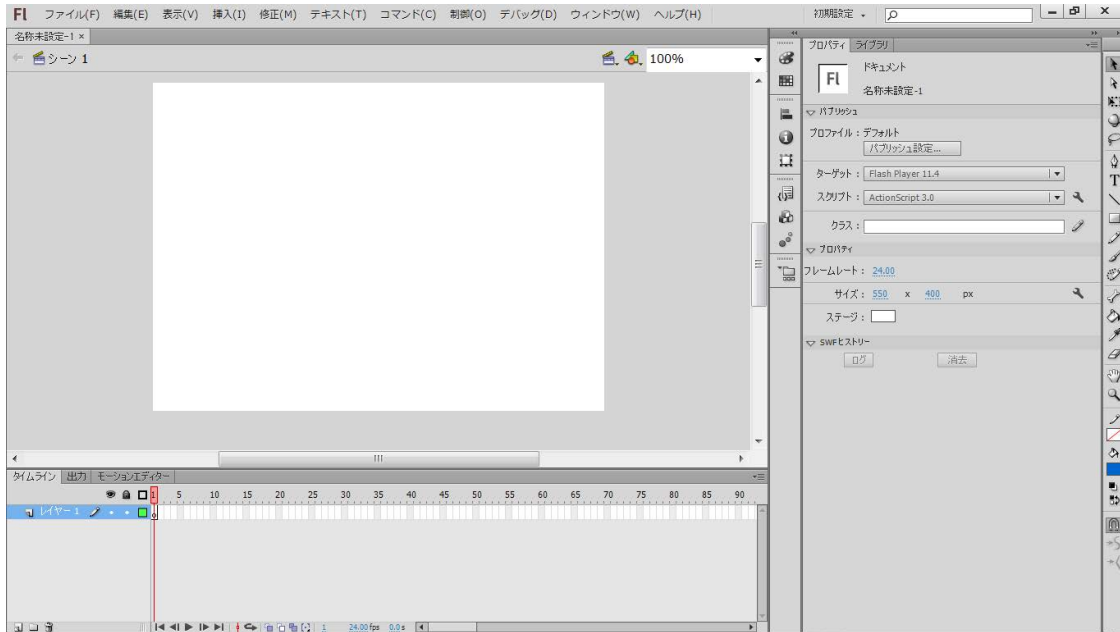 Fl ファイル(F) 編集(E) 表示(V) 挿入(I) 修正(M) テキスト(T) コマンド(C) 制御(O) デバッグ(D) ウィンドウ(W) ヘルプ(H) 初期設定
名称未設定-1 ×
シーン 1 100%
プロパティ ライブラリ
Fl ドキュメント
名称未設定-1
パブリッシュ
プロファイル : デフォルト
パブリッシュ設定...
ターゲット : Flash Player 11.4
スクリプト : ActionScript 3.0
クラス :
プロパティ
フレームレート : 24.00
サイズ : 550 x 400 px
ステージ :
SWFヒストリー
ログ 消去
タイムライン 出力 モーションエディター
1 5 10 15 20 25 30 35 40 45 50 55 60 65 70 75 80 85 90
レイヤー 1
1 24.00 fps 0.0 s